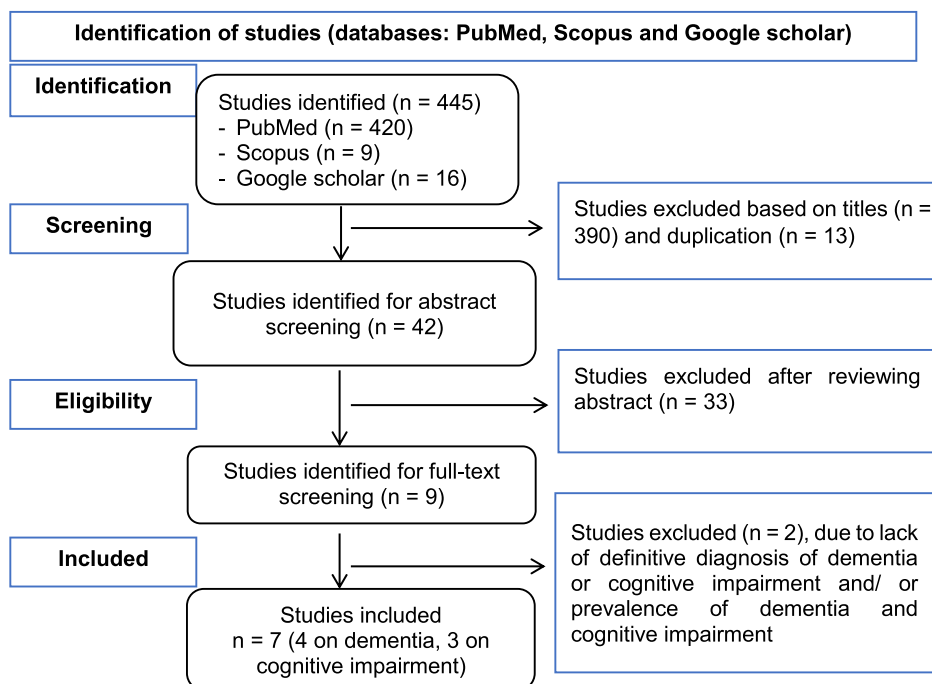 Identification of studies (databases: PubMed, Scopus and Google scholar)
Identification
Studies identified (n = 445)
- PubMed (n = 420)
- Scopus (n = 9)
- Google scholar (n = 16)
Screening
Studies excluded based on titles (n =
390) and duplication (n = 13)
Studies identified for abstract
screening (n = 42)
Eligibility
Studies excluded after reviewing
abstract (n = 33)
Studies identified for full-text
screening (n = 9)
Included
Studies excluded (n = 2), due to lack
of definitive diagnosis of dementia
or cognitive impairment and/ or
prevalence of dementia and
cognitive impairment
Studies included
n = 7 (4 on dementia, 3 on
cognitive impairment)